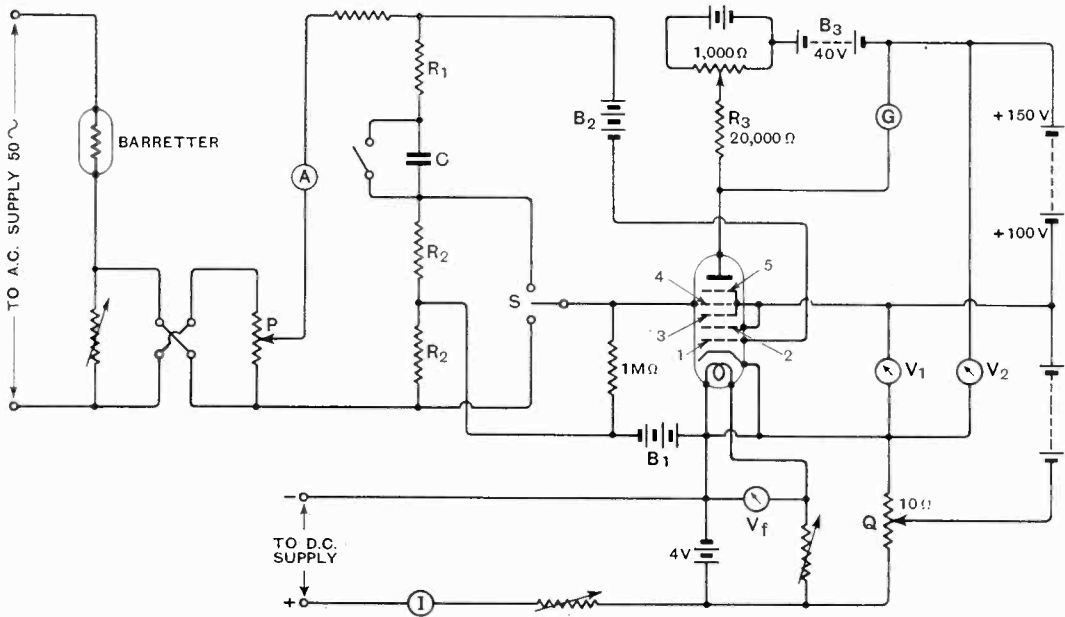 TO A.C. SUPPLY 50~
BARRETTER
A
P
R1
C
R2
R2
S
B2
1,000Ω
B3
40V
R3
20,000Ω
G
+150V
+100V
1
2
3
4
5
1MΩ
B1
V1
V2
-
TO D.C.
SUPPLY
+
I
4V
Vf
Q
10Ω